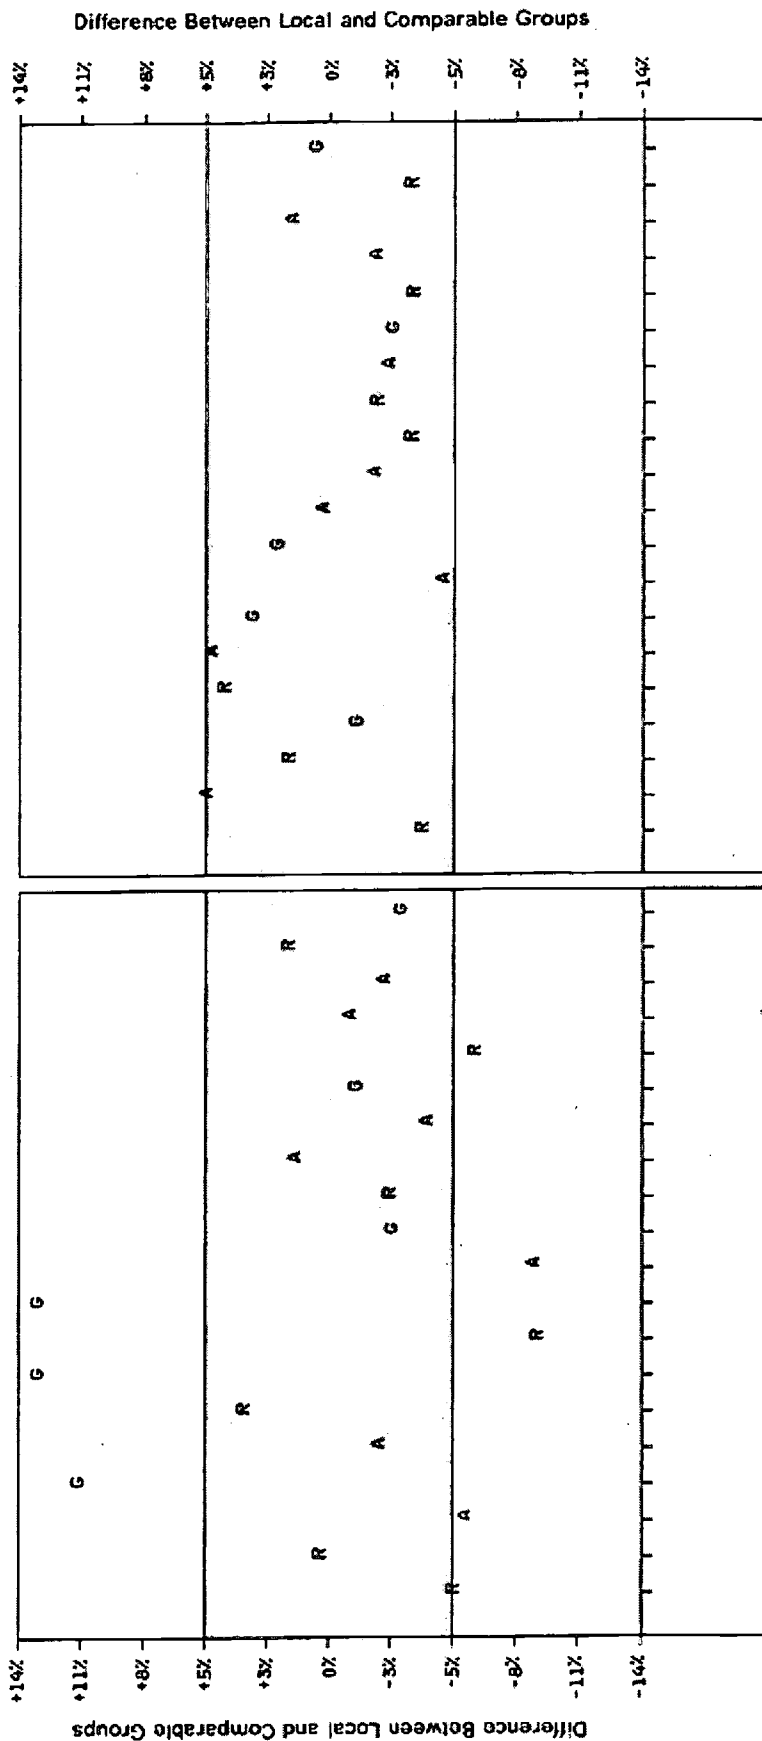 Difference Between Local and Comparable Groups
+14%
+11%
+8%
+5%
+3%
0%
-3%
-5%
-8%
-11%
-14%
R
R
A
G
A
R
G
R
G
A
G
R
A
A
G
R
A
A
R
G
R
A
R
G
R
A
G
A
G
A
A
R
R
A
G
R
A
A
R
G
+14%
+11%
+8%
+5%
+3%
0%
-3%
-5%
-8%
-11%
-14%
Difference Between Local and Comparable Groups